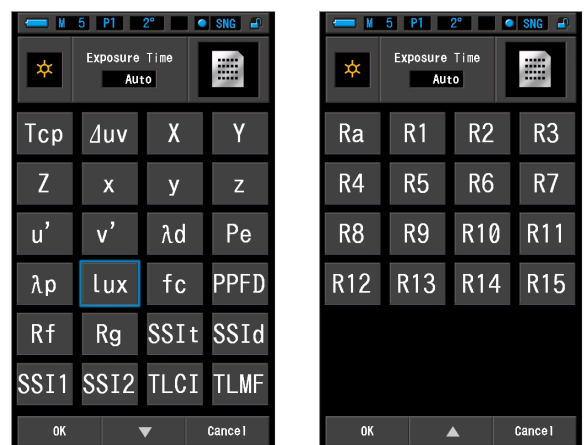 M 5 P1 2° SNG
Exposure Time
Auto
Tcp ⊿uv X Y
Z x y z
u' v' λd Pe
λp lux fc PPFD
Rf Rg SSIt SSId
SSI1 SSI2 TLCI TLMF
OK ▼ Cancel
M 5 P1 2° SNG
Exposure Time
Auto
Ra R1 R2 R3
R4 R5 R6 R7
R8 R9 R10 R11
R12 R13 R14 R15
OK ▲ Cancel